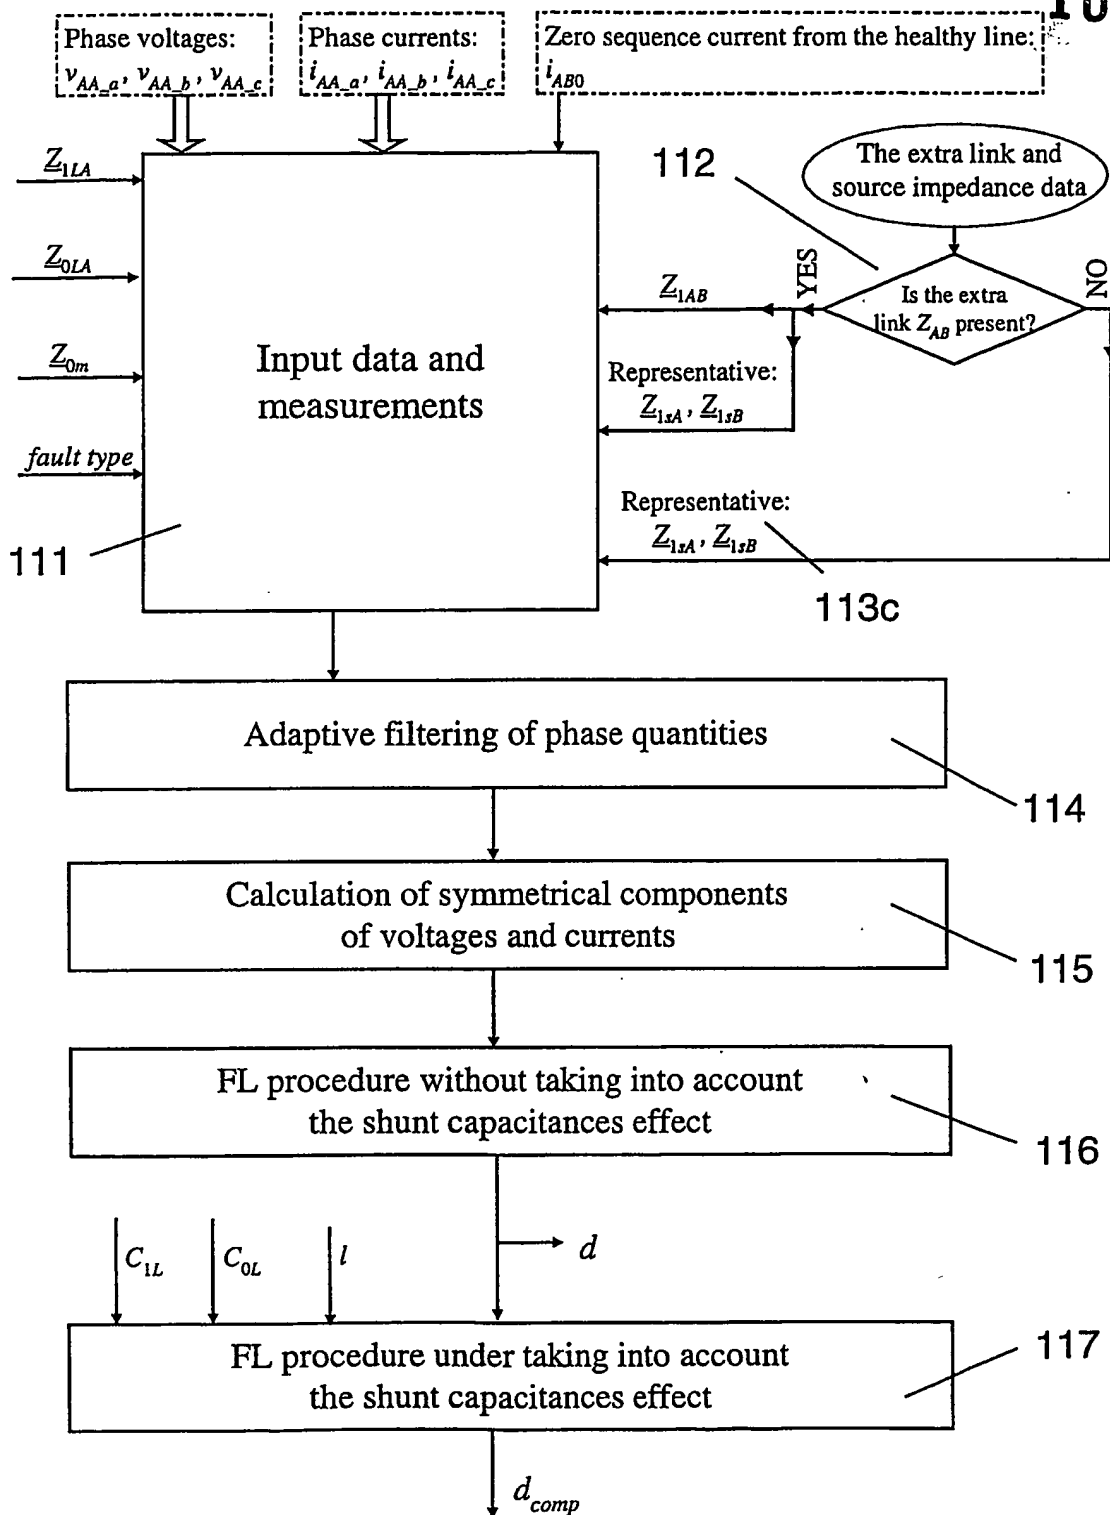 Phase voltages:
v_AA_a, v_AA_b, v_AA_c
Phase currents:
i_AA_a, i_AA_b, i_AA_c
Zero sequence current from the healthy line:
i_AB0
Z_1LA
Z_0LA
Z_0m
fault type
111
Input data and
measurements
112
The extra link and
source impedance data
YES
NO
Is the extra
link Z_AB present?
Z_1AB
Representative:
Z_1sA, Z_1sB
Representative:
Z_1sA, Z_1sB
113c
Adaptive filtering of phase quantities
114
Calculation of symmetrical components
of voltages and currents
115
FL procedure without taking into account
the shunt capacitances effect
116
C_1L
C_0L
l
d
FL procedure under taking into account
the shunt capacitances effect
117
d_comp